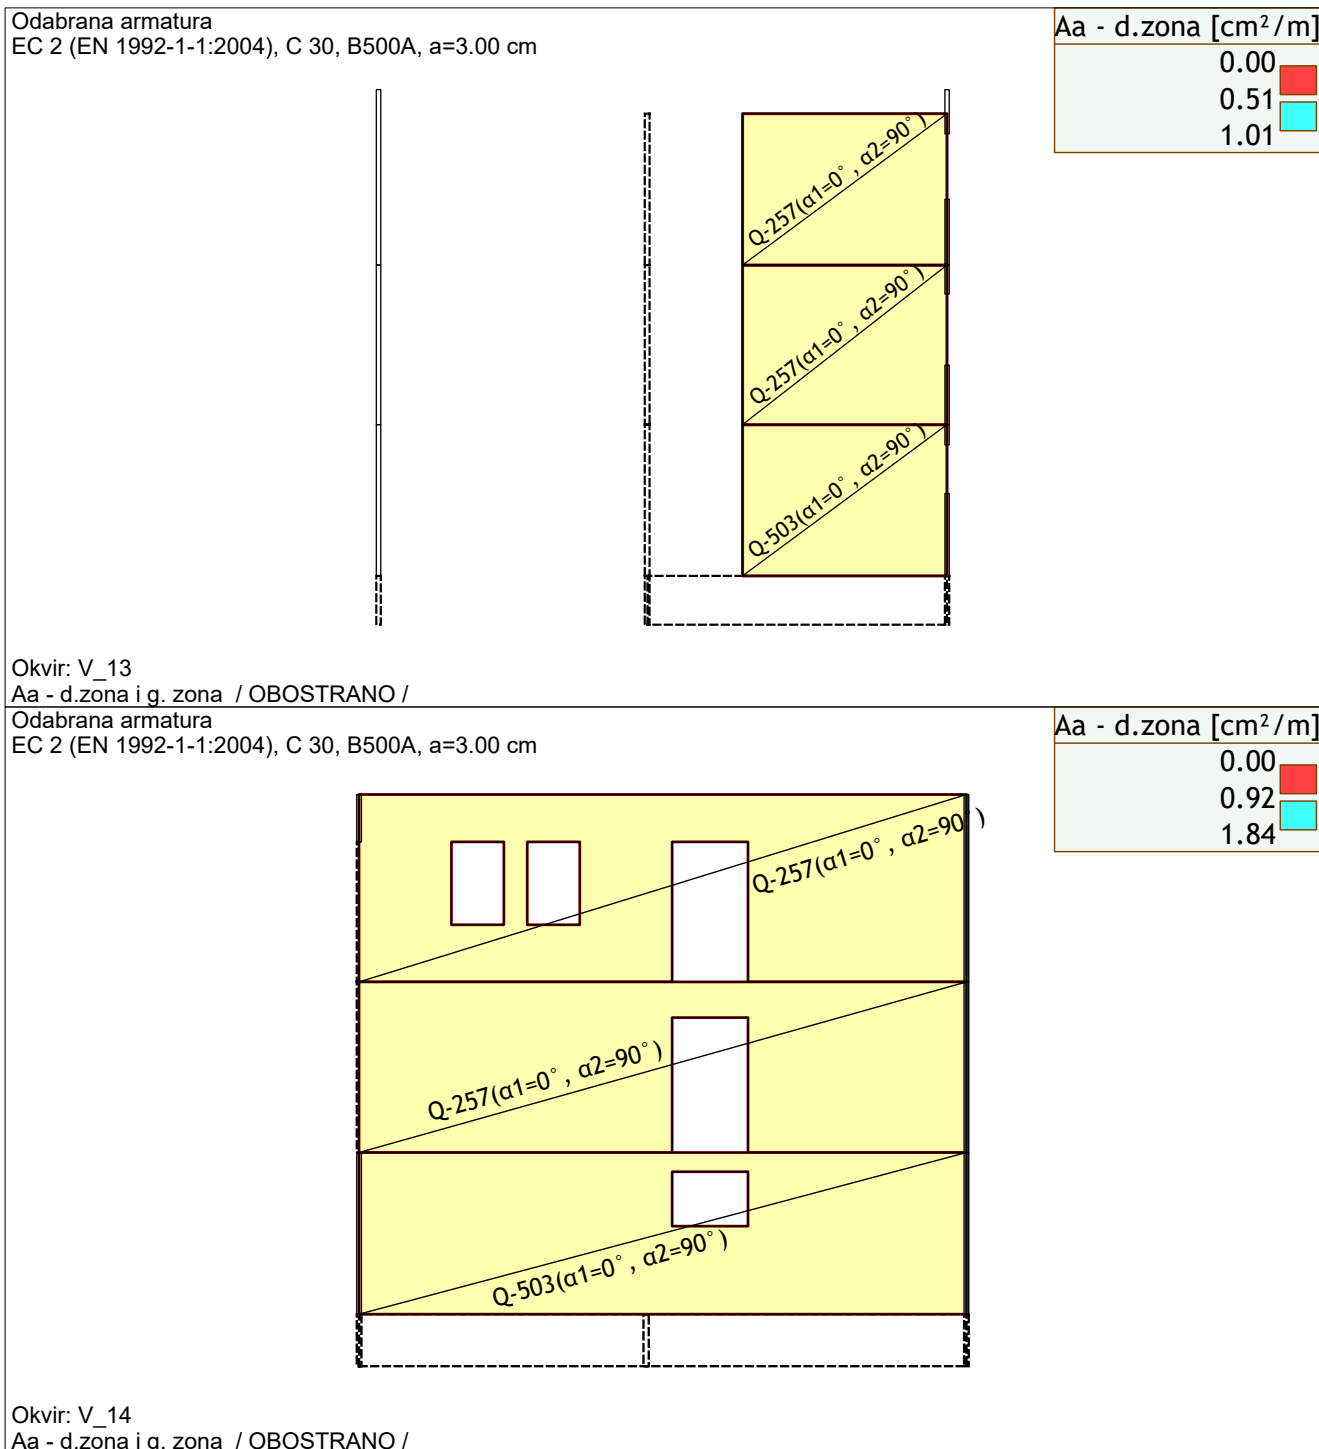 Odabrana armatura
EC 2 (EN 1992-1-1:2004), C 30, B500A, a=3.00 cm
Aa - d.zona [cm²/m]
0.00
0.51
1.01
Q-257(α1=0°, α2=90°)
Q-257(α1=0°, α2=90°)
Q-503(α1=0°, α2=90°)
Okvir: V_13
Aa - d.zona i g. zona / OBOSTRANO /
Odabrana armatura
EC 2 (EN 1992-1-1:2004), C 30, B500A, a=3.00 cm
Aa - d.zona [cm²/m]
0.00
0.92
1.84
Q-257(α1=0°, α2=90°)
Q-257(α1=0°, α2=90°)
Q-503(α1=0°, α2=90°)
Okvir: V_14
Aa - d.zona i g. zona / OBOSTRANO /